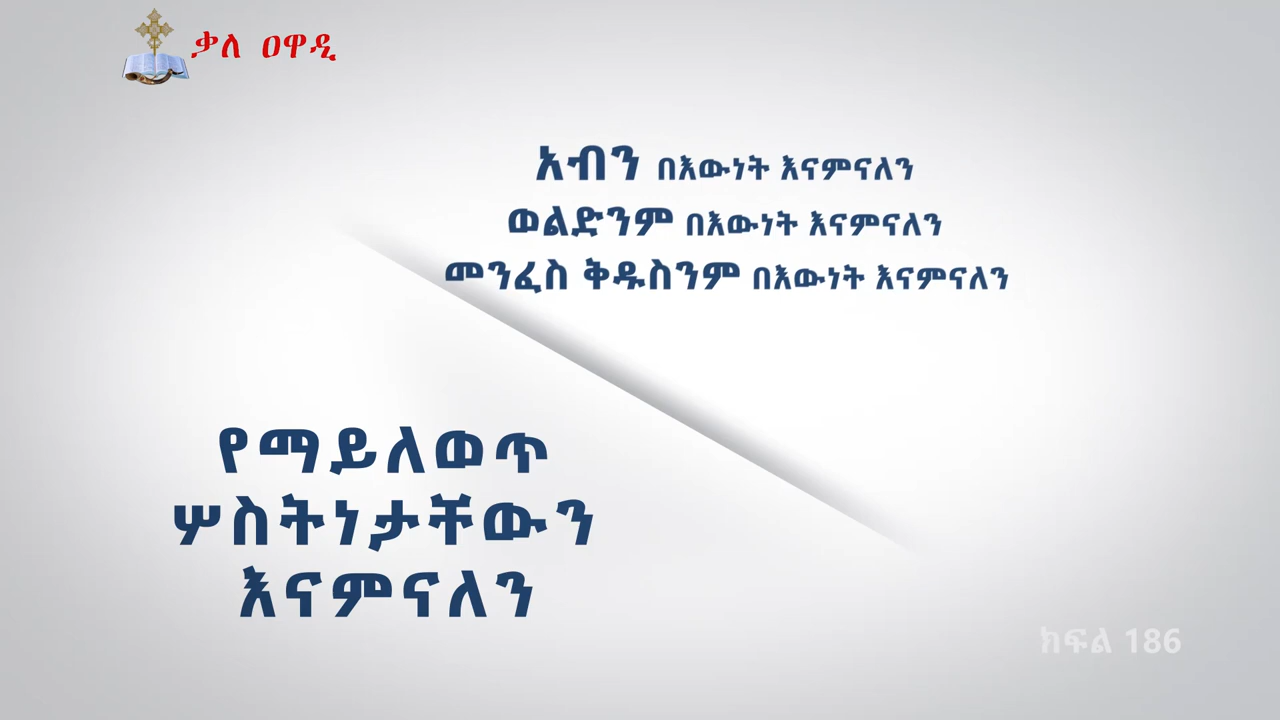 ቃለ ዐዋዲ
አብን በእውነት እናምናለን
ወልድንም በእውነት እናምናለን
መንፈስ ቅዱስንም በእውነት እናምናለን
የማይለወጥ
ሦስትነታቸውን
እናምናለን
ክፍል 186